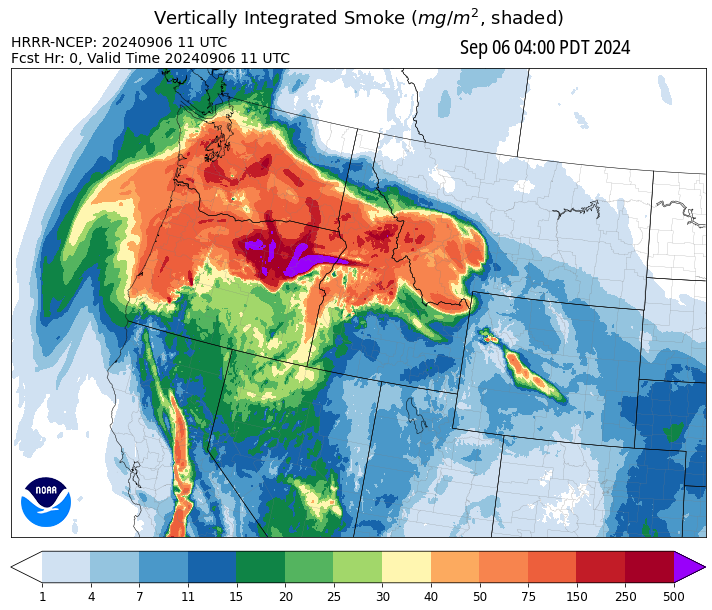 Vertically Integrated Smoke (mg/m², shaded)
HRRR-NCEP: 20240906 11 UTC
Sep 06 04:00 PDT 2024
Fcst Hr: 0, Valid Time 20240906 11 UTC
NOAA
1 4 7 11 15 20 25 30 40 50 75 150 250 500